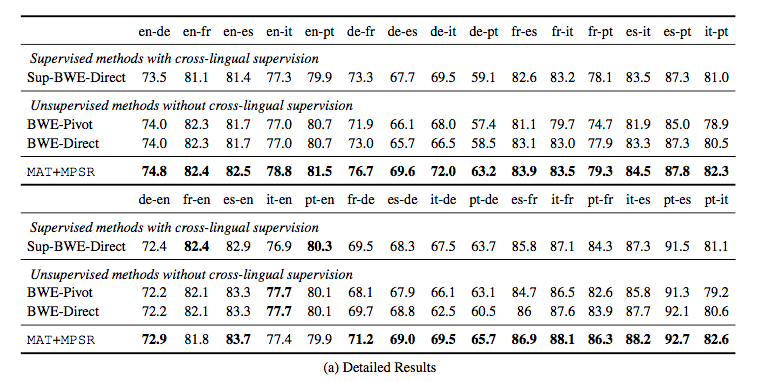 en-de en-fr en-es en-it en-pt de-fr de-es de-it de-pt fr-es fr-it fr-pt es-it es-pt it-pt
Supervised methods with cross-lingual supervision
Sup-BWE-Direct 73.5 81.1 81.4 77.3 79.9 73.3 67.7 69.5 59.1 82.6 83.2 78.1 83.5 87.3 81.0
Unsupervised methods without cross-lingual supervision
BWE-Pivot 74.0 82.3 81.7 77.0 80.7 71.9 66.1 68.0 57.4 81.1 79.7 74.7 81.9 85.0 78.9
BWE-Direct 74.0 82.3 81.7 77.0 80.7 73.0 65.7 66.5 58.5 83.1 83.0 77.9 83.3 87.3 80.5
MAT+MPSR 74.8 82.4 82.5 78.8 81.5 76.7 69.6 72.0 63.2 83.9 83.5 79.3 84.5 87.8 82.3
de-en fr-en es-en it-en pt-en fr-de es-de it-de pt-de es-fr it-fr pt-fr it-es pt-es pt-it
Supervised methods with cross-lingual supervision
Sup-BWE-Direct 72.4 82.4 82.9 76.9 80.3 69.5 68.3 67.5 63.7 85.8 87.1 84.3 87.3 91.5 81.1
Unsupervised methods without cross-lingual supervision
BWE-Pivot 72.2 82.1 83.3 77.7 80.1 68.1 67.9 66.1 63.1 84.7 86.5 82.6 85.8 91.3 79.2
BWE-Direct 72.2 82.1 83.3 77.7 80.1 69.7 68.8 62.5 60.5 86 87.6 83.9 87.7 92.1 80.6
MAT+MPSR 72.9 81.8 83.7 77.4 79.9 71.2 69.0 69.5 65.7 86.9 88.1 86.3 88.2 92.7 82.6
(a) Detailed Results